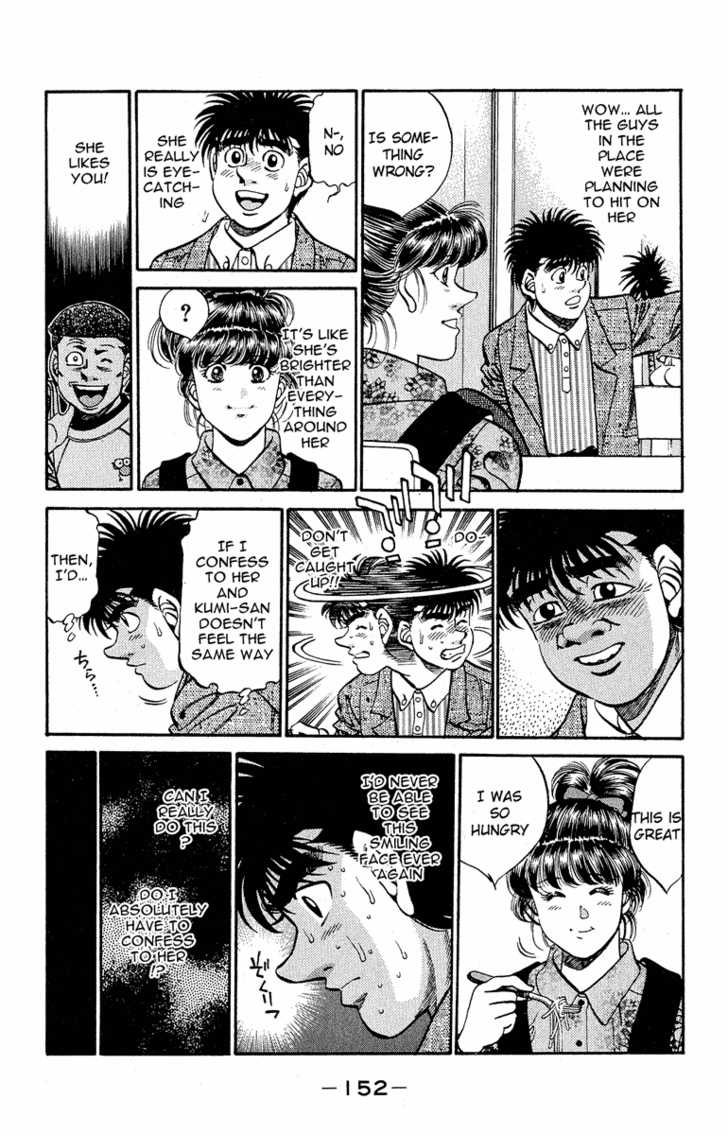 WOW... ALL
THE GUYS
IN THE
PLACE
WERE
PLANNING
TO HIT ON
HER
IS SOME-
THING
WRONG?
N-,
NO
SHE
REALLY
IS EYE-
CATCH-
ING
IT'S LIKE
SHE'S
BRIGHTER
THAN
EVERY-
THING
AROUND
HER
?
SHE
LIKES
YOU!
DO-
DON'T
GET
CAUGHT
UP!!
IF I
CONFESS
TO HER
AND
KUMI-SAN
DOESN'T
FEEL THE
SAME WAY
THEN,
I'D...
THIS IS
GREAT
I WAS
SO
HUNGRY
I'D NEVER
BE ABLE
TO SEE
THIS
SMILING
FACE EVER
AGAIN
CAN I
REALLY
DO THIS
?
DO I
ABSOLUTELY
HAVE TO
CONFESS
TO HER
!?
-152-